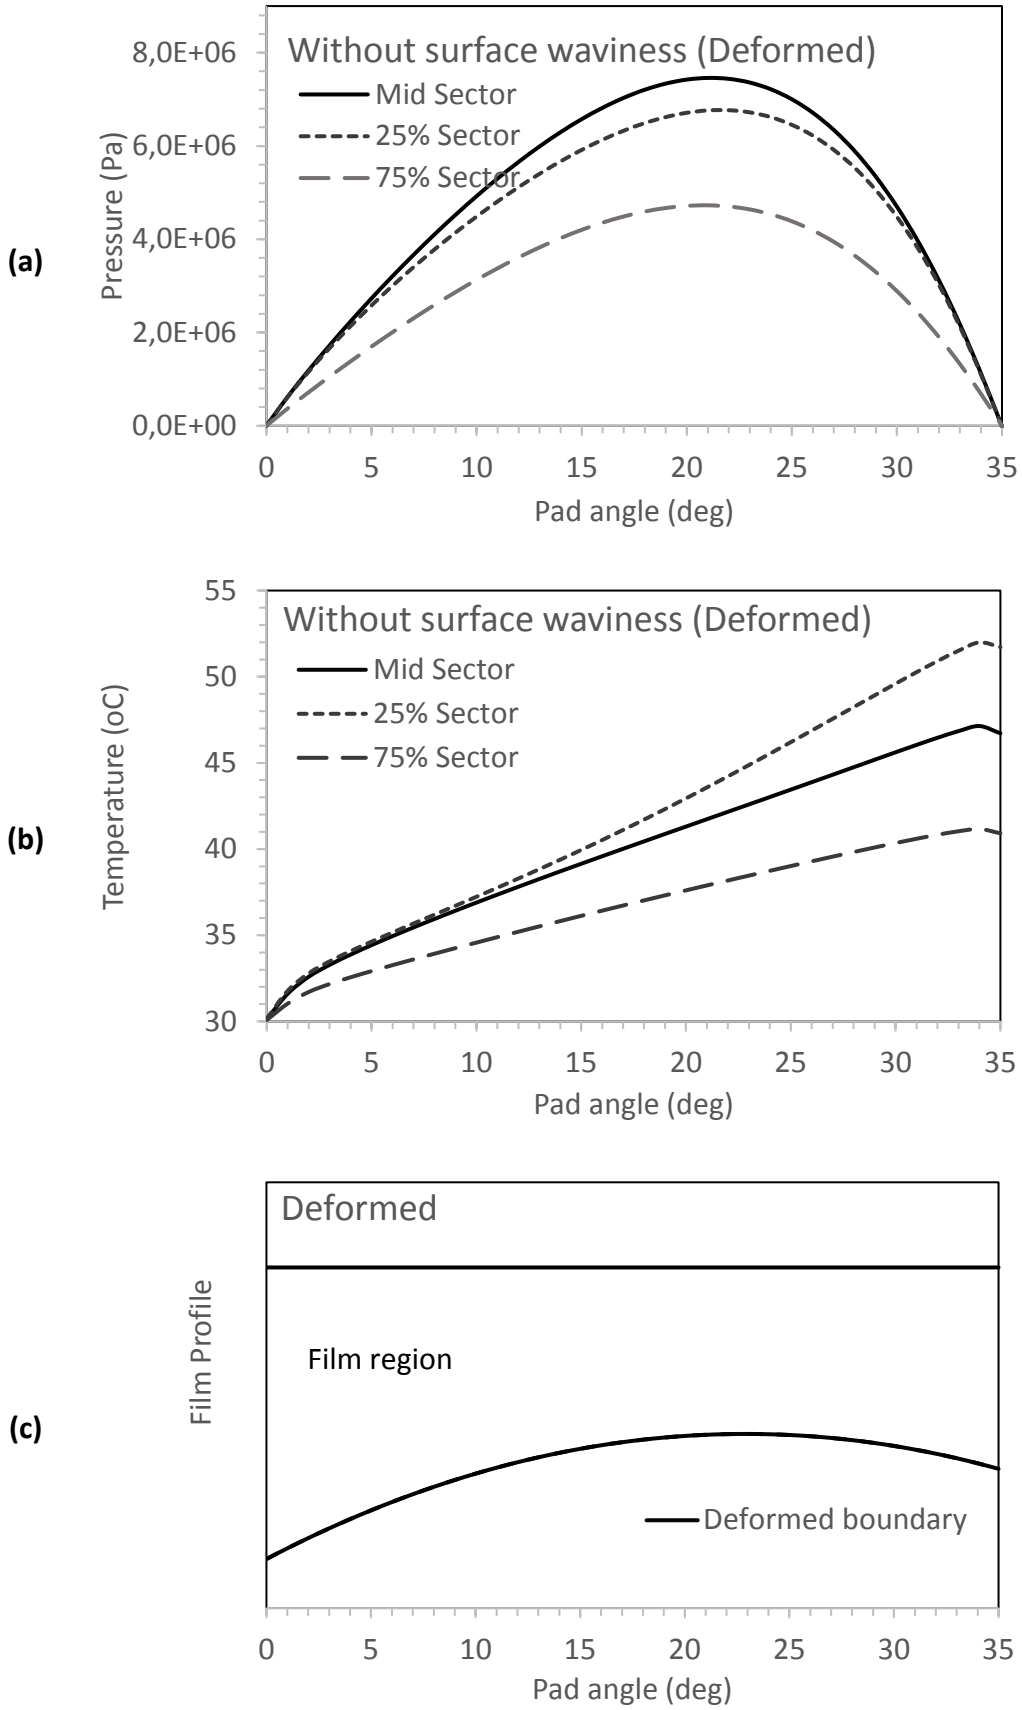 (a)
Pressure (Pa)
8,0E+06
6,0E+06
4,0E+06
2,0E+06
0,0E+00
Without surface waviness (Deformed)
Mid Sector
25% Sector
75% Sector
0 5 10 15 20 25 30 35
Pad angle (deg)
(b)
Temperature (oC)
55
50
45
40
35
30
Without surface waviness (Deformed)
Mid Sector
25% Sector
75% Sector
0 5 10 15 20 25 30 35
Pad angle (deg)
(c)
Film Profile
Deformed
Film region
Deformed boundary
0 5 10 15 20 25 30 35
Pad angle (deg)